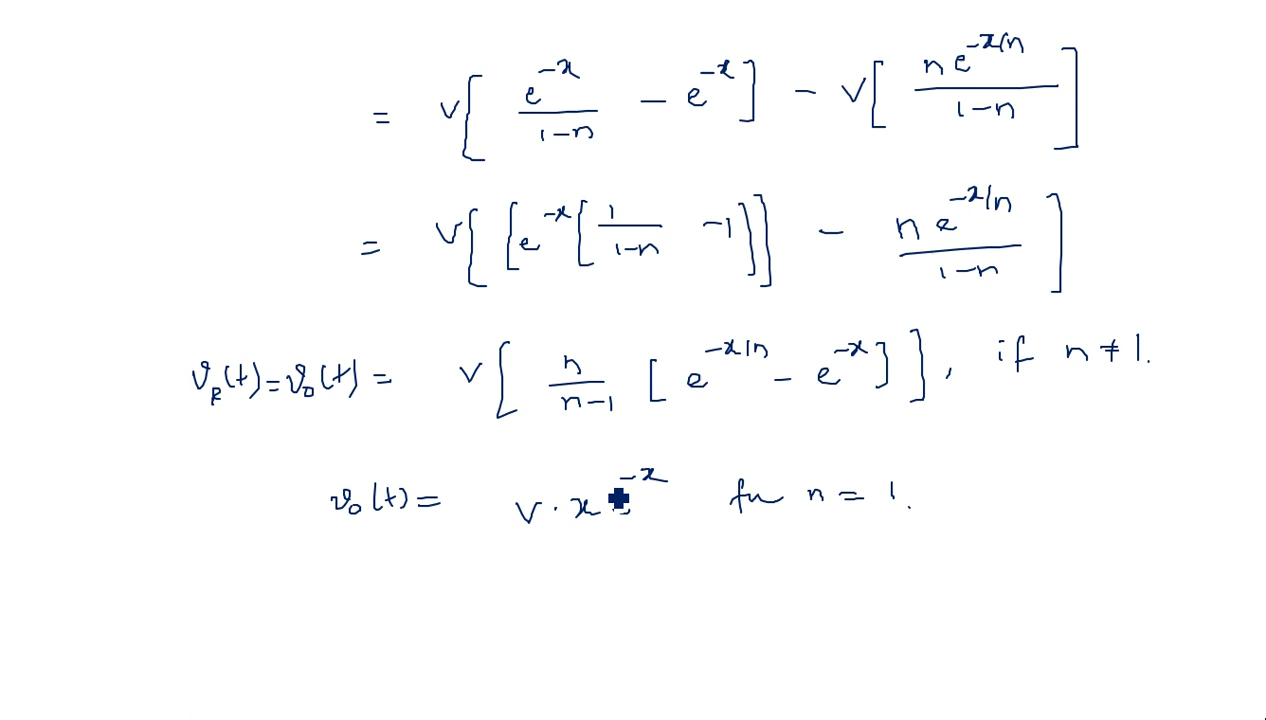 = V[ e^{-x}/(1-n) - e^{-x} ] - V[ n e^{-x/n}/(1-n) ]
= V[ [e^{-x}[ 1/(1-n) -1 ]] - n e^{-x/n}/(1-n) ]
v_R(t) = v_o(t) = V[ n/(n-1) [ e^{-x/n} - e^{-x} ] ], if n ≠ 1.
v_o(t) = V · x e^{-x} for n = 1.